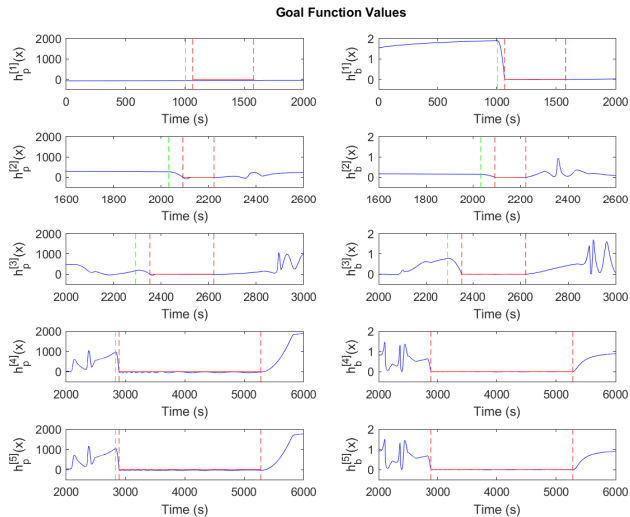 Goal Function Values
h_p^[1](x)
2000
1000
0
0 500 1000 1500 2000
Time (s)
h_b^[1](x)
2
1
0
0 500 1000 1500 2000
Time (s)
h_p^[2](x)
2000
1000
0
1600 1800 2000 2200 2400 2600
Time (s)
h_b^[2](x)
2
1
0
1600 1800 2000 2200 2400 2600
Time (s)
h_p^[3](x)
2000
1000
0
2000 2200 2400 2600 2800 3000
Time (s)
h_b^[3](x)
2
1
0
2000 2200 2400 2600 2800 3000
Time (s)
h_p^[4](x)
2000
1000
0
2000 3000 4000 5000 6000
Time (s)
h_b^[4](x)
2
1
0
2000 3000 4000 5000 6000
Time (s)
h_p^[5](x)
2000
1000
0
2000 3000 4000 5000 6000
Time (s)
h_b^[5](x)
2
1
0
2000 3000 4000 5000 6000
Time (s)